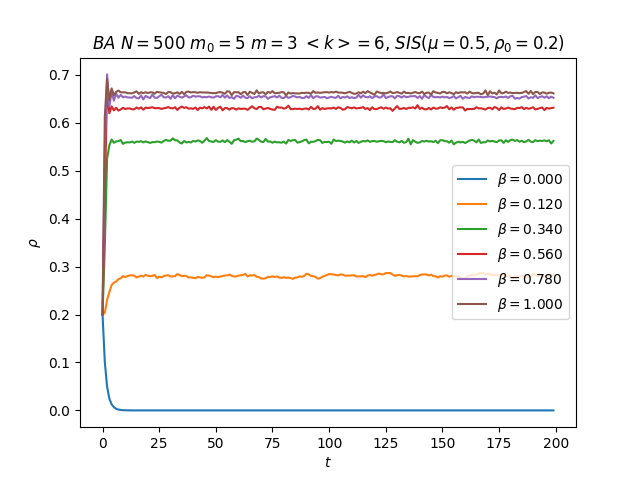 BA N = 500 m₀ = 5 m = 3 < k >= 6, SIS(μ = 0.5, ρ₀ = 0.2)
0.7
0.6
0.5
0.4
0.3
0.2
0.1
0.0
ρ
β = 0.000
β = 0.120
β = 0.340
β = 0.560
β = 0.780
β = 1.000
0 25 50 75 100 125 150 175 200
t